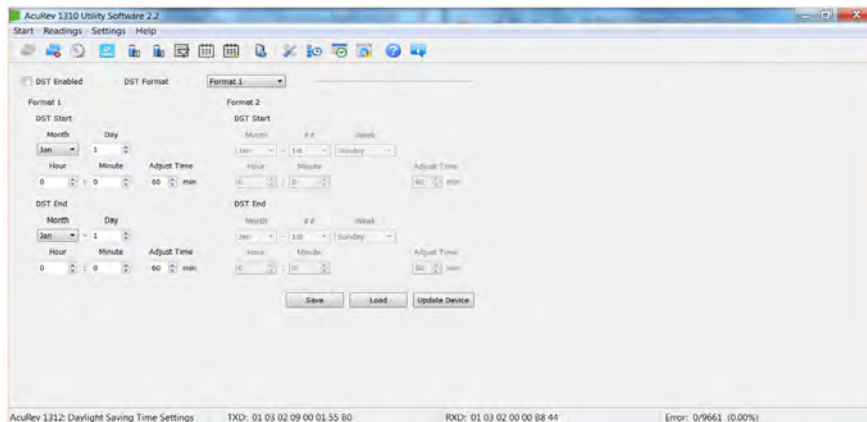 AcuRev 1310 Utility Software 2.2
Start Readings Settings Help
DST Enabled DST Format Format 1
Format 1 Format 2
DST Start DST Start
Month Day Month ## Week
Jan - 1 Jan - 1st Sunday
Hour Minute Adjust Time Hour Minute Adjust Time
0 : 0 60 min 0 : 0 60 min
DST End DST End
Month Day Month ## Week
Jan - 1 Jan - 1st Sunday
Hour Minute Adjust Time Hour Minute Adjust Time
0 : 0 60 min 0 : 0 60 min
Save Load Update Device
AcuRev 1312: Daylight Saving Time Settings TXD: 01 03 02 09 00 01 55 B0 RXD: 01 03 02 00 00 B8 44 Error: 0/9661 (0.00%)